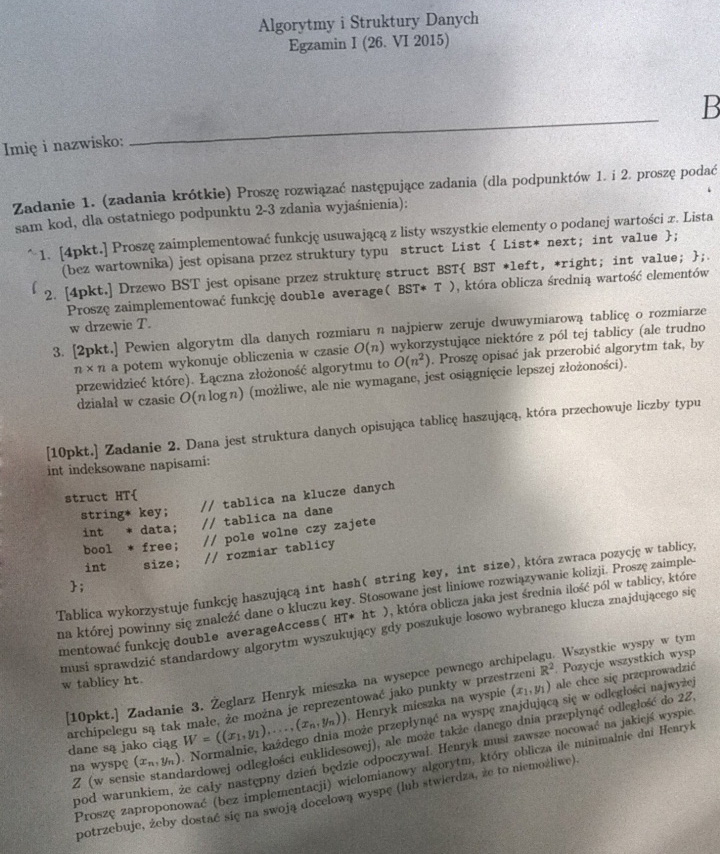 Algorytmy i Struktury Danych
Egzamin I (26. VI 2015)
B
Imię i nazwisko:
Zadanie 1. (zadania krótkie) Proszę rozwiązać następujące zadania (dla podpunktów 1. i 2. proszę podać
sam kod, dla ostatniego podpunktu 2-3 zdania wyjaśnienia):
1. [4pkt.] Proszę zaimplementować funkcję usuwającą z listy wszystkie elementy o podanej wartości x. Lista
(bez wartownika) jest opisana przez struktury typu struct List { List* next; int value };
2. [4pkt.] Drzewo BST jest opisane przez strukturę struct BST{ BST *left, *right; int value; };.
Proszę zaimplementować funkcję double average( BST* T ), która oblicza średnią wartość elementów
w drzewie T.
3. [2pkt.] Pewien algorytm dla danych rozmiaru n najpierw zeruje dwuwymiarową tablicę o rozmiarze
n × n a potem wykonuje obliczenia w czasie O(n) wykorzystujące niektóre z pól tej tablicy (ale trudno
przewidzieć które). Łączna złożoność algorytmu to O(n²). Proszę opisać jak przerobić algorytm tak, by
działał w czasie O(n log n) (możliwe, ale nie wymagane, jest osiągnięcie lepszej złożoności).
[10pkt.] Zadanie 2. Dana jest struktura danych opisująca tablicę haszującą, która przechowuje liczby typu
int indeksowane napisami:
struct HT{
string* key; // tablica na klucze danych
int * data; // tablica na dane
bool * free; // pole wolne czy zajete
int size; // rozmiar tablicy
};
Tablica wykorzystuje funkcję haszującą int hash( string key, int size), która zwraca pozycję w tablicy,
na której powinny się znaleźć dane o kluczu key. Stosowane jest liniowe rozwiązywanie kolizji. Proszę zaimple-
mentować funkcję double averageAccess( HT* ht ), która oblicza jaka jest średnia ilość pól w tablicy, które
musi sprawdzić standardowy algorytm wyszukujący gdy poszukuje losowo wybranego klucza znajdującego się
w tablicy ht.
[10pkt.] Zadanie 3. Żeglarz Henryk mieszka na wysepce pewnego archipelagu. Wszystkie wyspy w tym
archipelegu są tak małe, że można je reprezentować jako punkty w przestrzeni ℝ². Pozycje wszystkich wysp
dane są jako ciąg W = ((x₁, y₁), . . . , (xₙ, yₙ)). Henryk mieszka na wyspie (x₁, y₁) ale chce się przeprowadzić
na wyspę (xₙ, yₙ). Normalnie, każdego dnia może przepłynąć na wyspę znajdującą się w odległości najwyżej
Z (w sensie standardowej odległości euklidesowej), ale może także danego dnia przepłynąć odległość do 2Z,
pod warunkiem, że cały następny dzień będzie odpoczywał. Henryk musi zawsze nocować na jakiejś wyspie.
Proszę zaproponować (bez implementacji) wielomianowy algorytm, który oblicza ile minimalnie dni Henryk
potrzebuje, żeby dostać się na swoją docelową wyspę (lub stwierdza, że to niemożliwe).